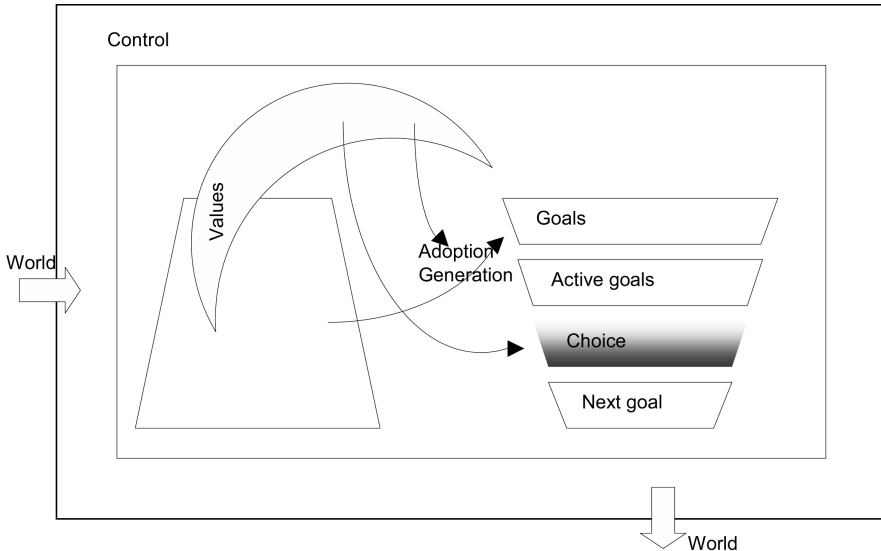 Control
Values
Goals
World
Adoption
Generation
Active goals
Choice
Next goal
World